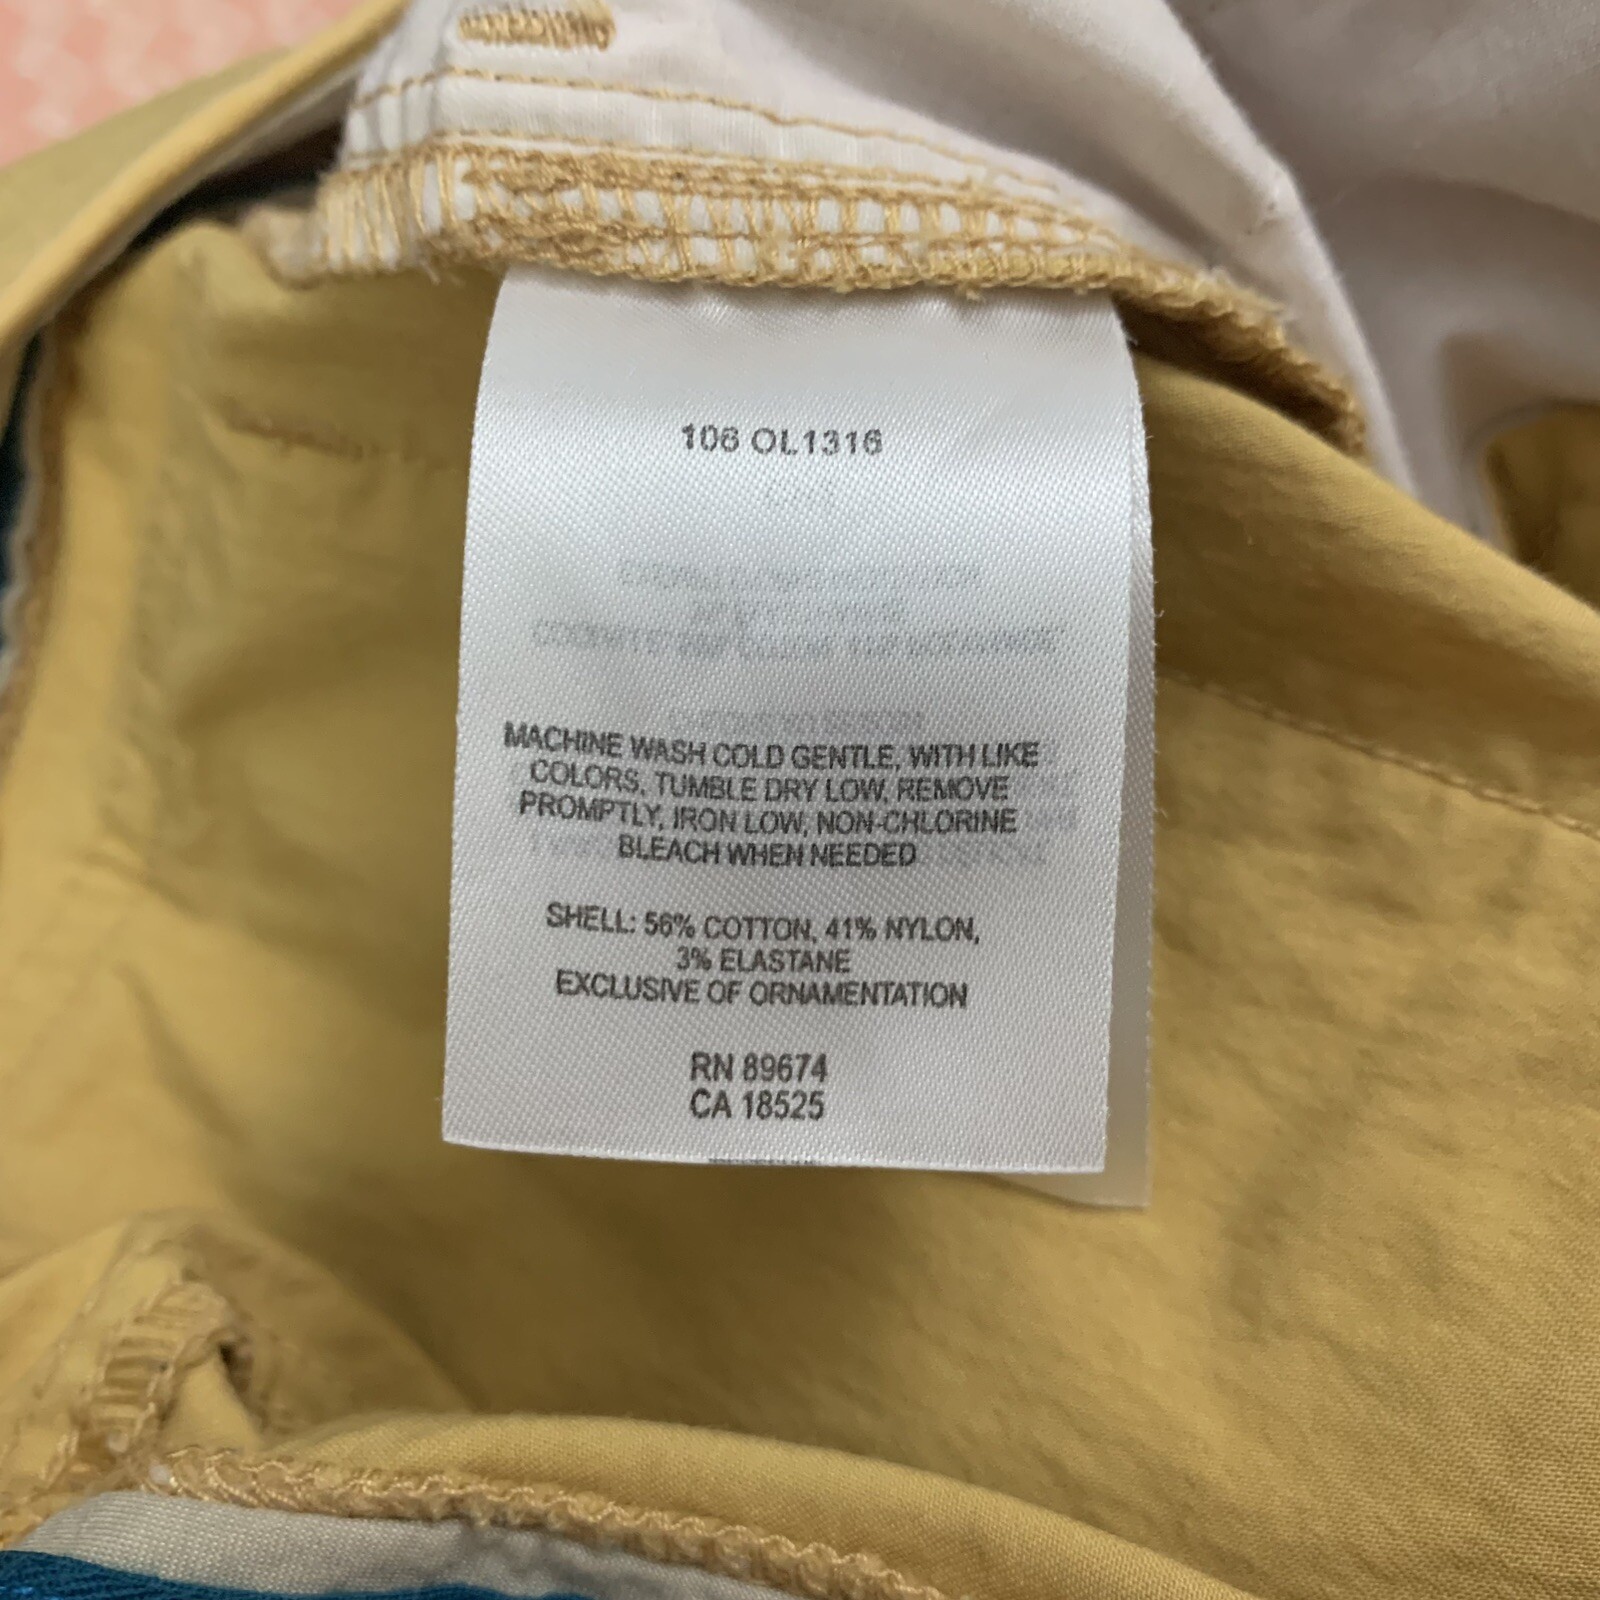 106 OL1316
MACHINE WASH COLD GENTLE, WITH LIKE
COLORS, TUMBLE DRY LOW, REMOVE
PROMPTLY, IRON LOW, NON-CHLORINE
BLEACH WHEN NEEDED
SHELL: 56% COTTON, 41% NYLON,
3% ELASTANE
EXCLUSIVE OF ORNAMENTATION
RN 89674
CA 18525